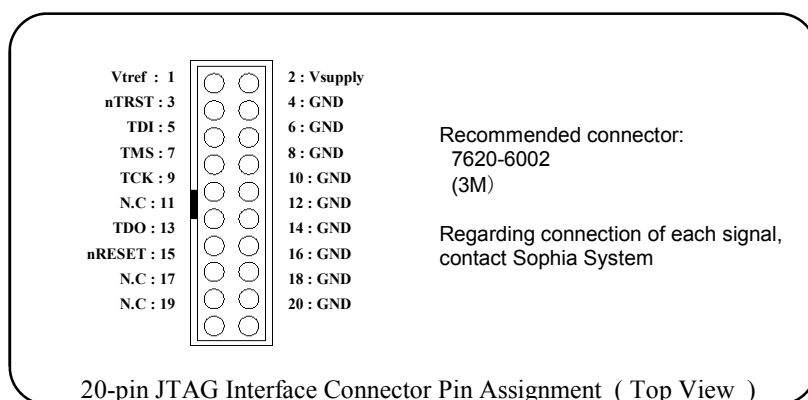 Vtref : 1
2 : Vsupply
nTRST : 3
4 : GND
TDI : 5
6 : GND
TMS : 7
8 : GND
TCK : 9
10 : GND
N.C : 11
12 : GND
TDO : 13
14 : GND
nRESET : 15
16 : GND
N.C : 17
18 : GND
N.C : 19
20 : GND
Recommended connector:
7620-6002
(3M）
Regarding connection of each signal,
contact Sophia System
20-pin JTAG Interface Connector Pin Assignment ( Top View )